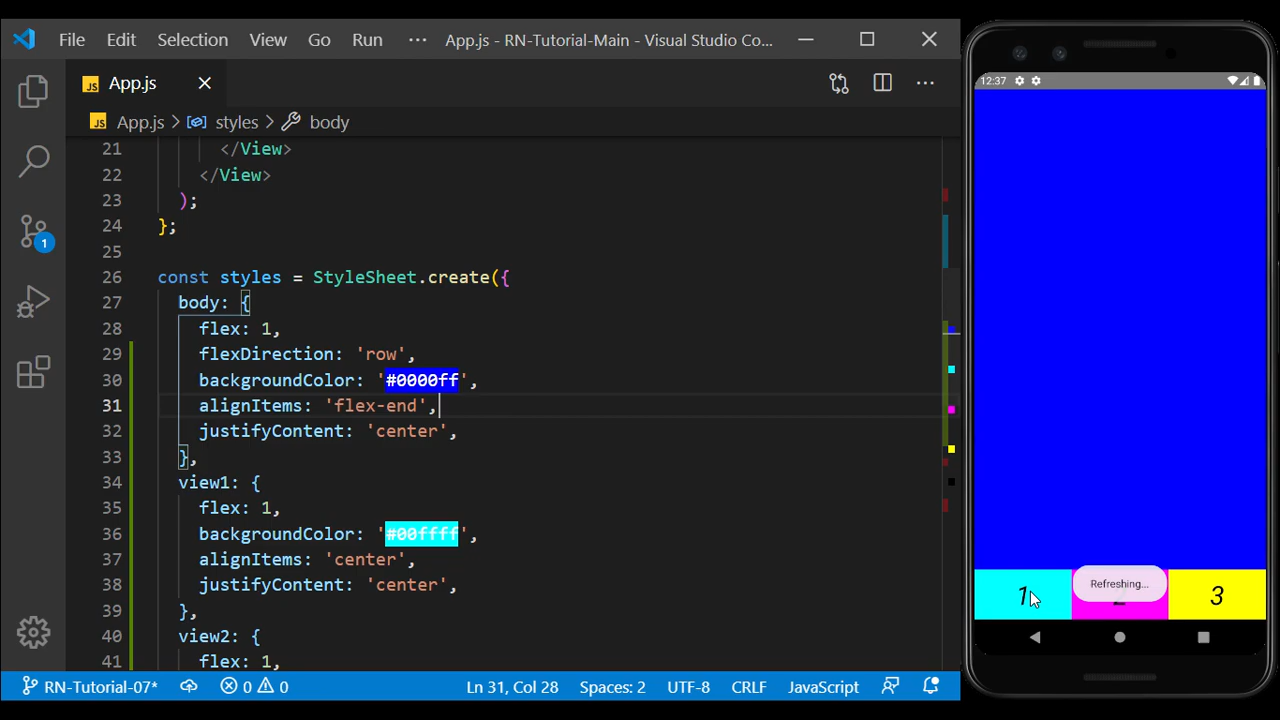 File Edit Selection View Go Run ··· App.js - RN-Tutorial-Main - Visual Studio Co...
JS App.js
JS App.js > styles > body
21 </View>
22 </View>
23 );
24 };
25
26 const styles = StyleSheet.create({
27 body: {
28 flex: 1,
29 flexDirection: 'row',
30 backgroundColor: '#0000ff',
31 alignItems: 'flex-end',
32 justifyContent: 'center',
33 },
34 view1: {
35 flex: 1,
36 backgroundColor: '#00ffff',
37 alignItems: 'center',
38 justifyContent: 'center',
39 },
40 view2: {
41 flex: 1,
1
RN-Tutorial-07* 0 0 Ln 31, Col 28 Spaces: 2 UTF-8 CRLF JavaScript
12:37
Refreshing...
1 2 3